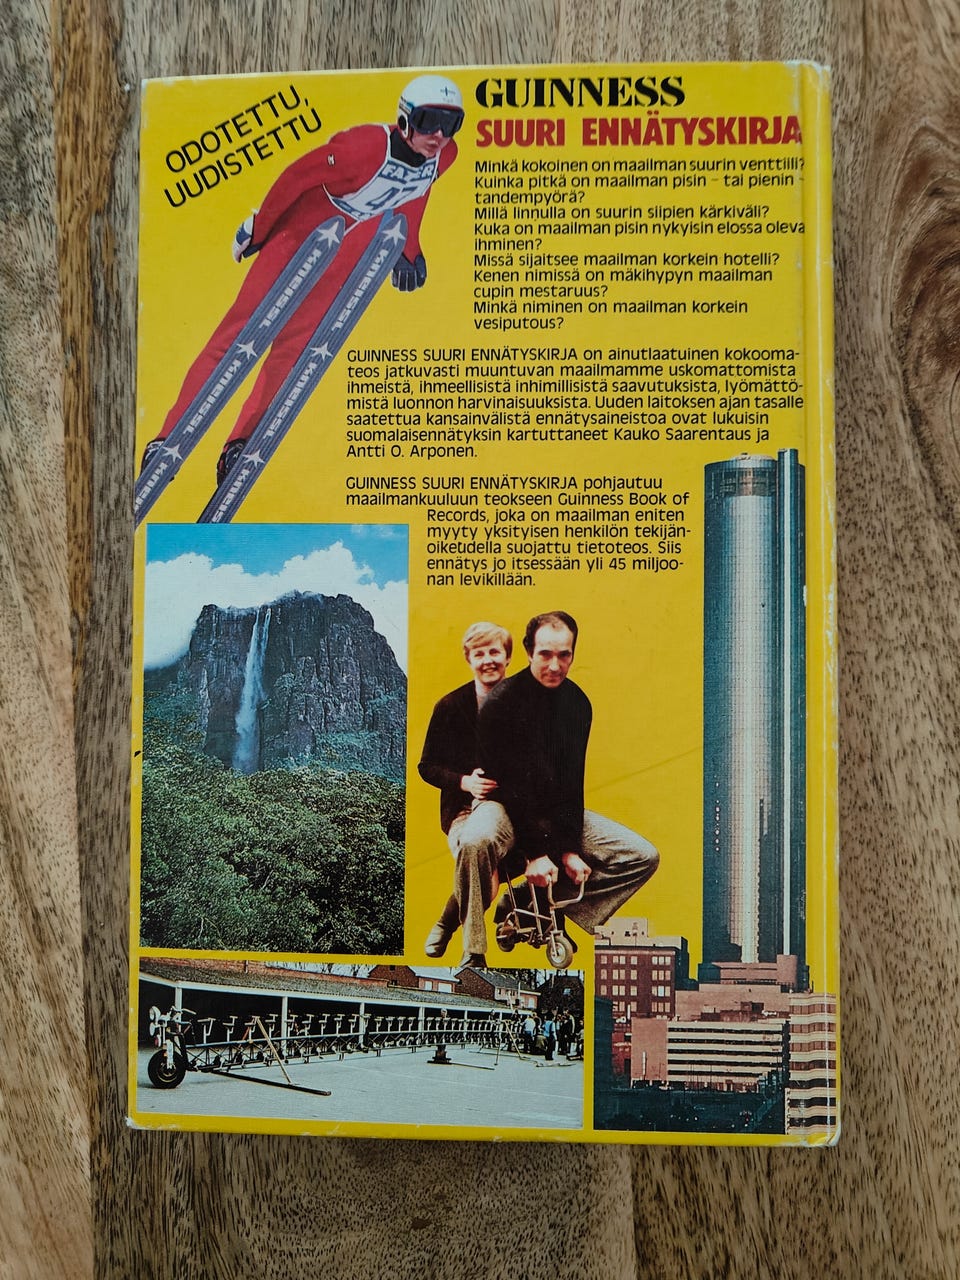 ODOTETTU,
UUDISTETTU
GUINNESS
SUURI ENNÄTYSKIRJA
Minkä kokoinen on maailman suurin venttiili?
Kuinka pitkä on maailman pisin – tai pienin –
tandempyörä?
Millä linnulla on suurin siipien kärkiväli?
Kuka on maailman pisin nykyisin elossa oleva
ihminen?
Missä sijaitsee maailman korkein hotelli?
Kenen nimissä on mäkihypyn maailman
cupin mestaruus?
Minkä niminen on maailman korkein
vesiputous?
GUINNESS SUURI ENNÄTYSKIRJA on ainutlaatuinen kokooma-
teos jatkuvasti muuntuvan maailmamme uskomattomista
ihmeistä, ihmeellisistä inhimillisistä saavutuksista, lyömättö-
mistä luonnon harvinaisuuksista. Uuden laitoksen ajan tasalle
saatettua kansainvälistä ennätysaineistoa ovat lukuisin
suomalaisennätyksin kartuttaneet Kauko Saarentaus ja
Antti O. Arponen.
GUINNESS SUURI ENNÄTYSKIRJA pohjautuu
maailmankuuluun teokseen Guinness Book of
Records, joka on maailman eniten
myyty yksityisen henkilön tekijän-
oikeudella suojattu tietoteos. Siis
ennätys jo itsessään yli 45 miljoo-
nan levikillään.
FAZER
Kneissl
Kneissl
Kneissl
Kneissl